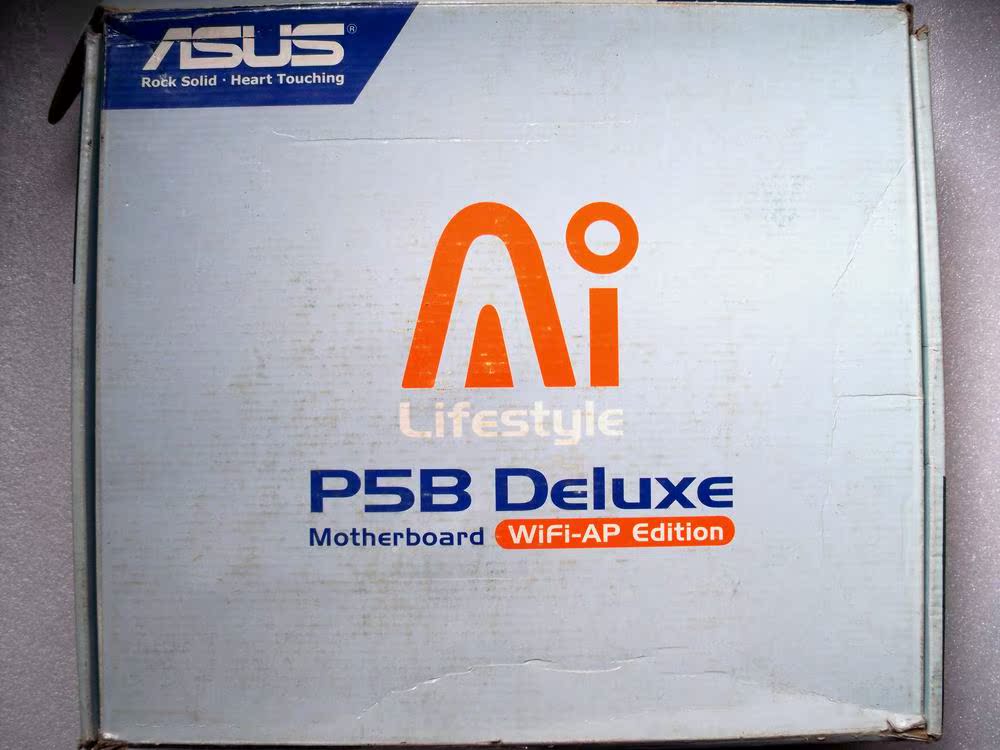 ASUS®
Rock Solid · Heart Touching
Ai
Lifestyle
P5B Deluxe
Motherboard WiFi-AP Edition